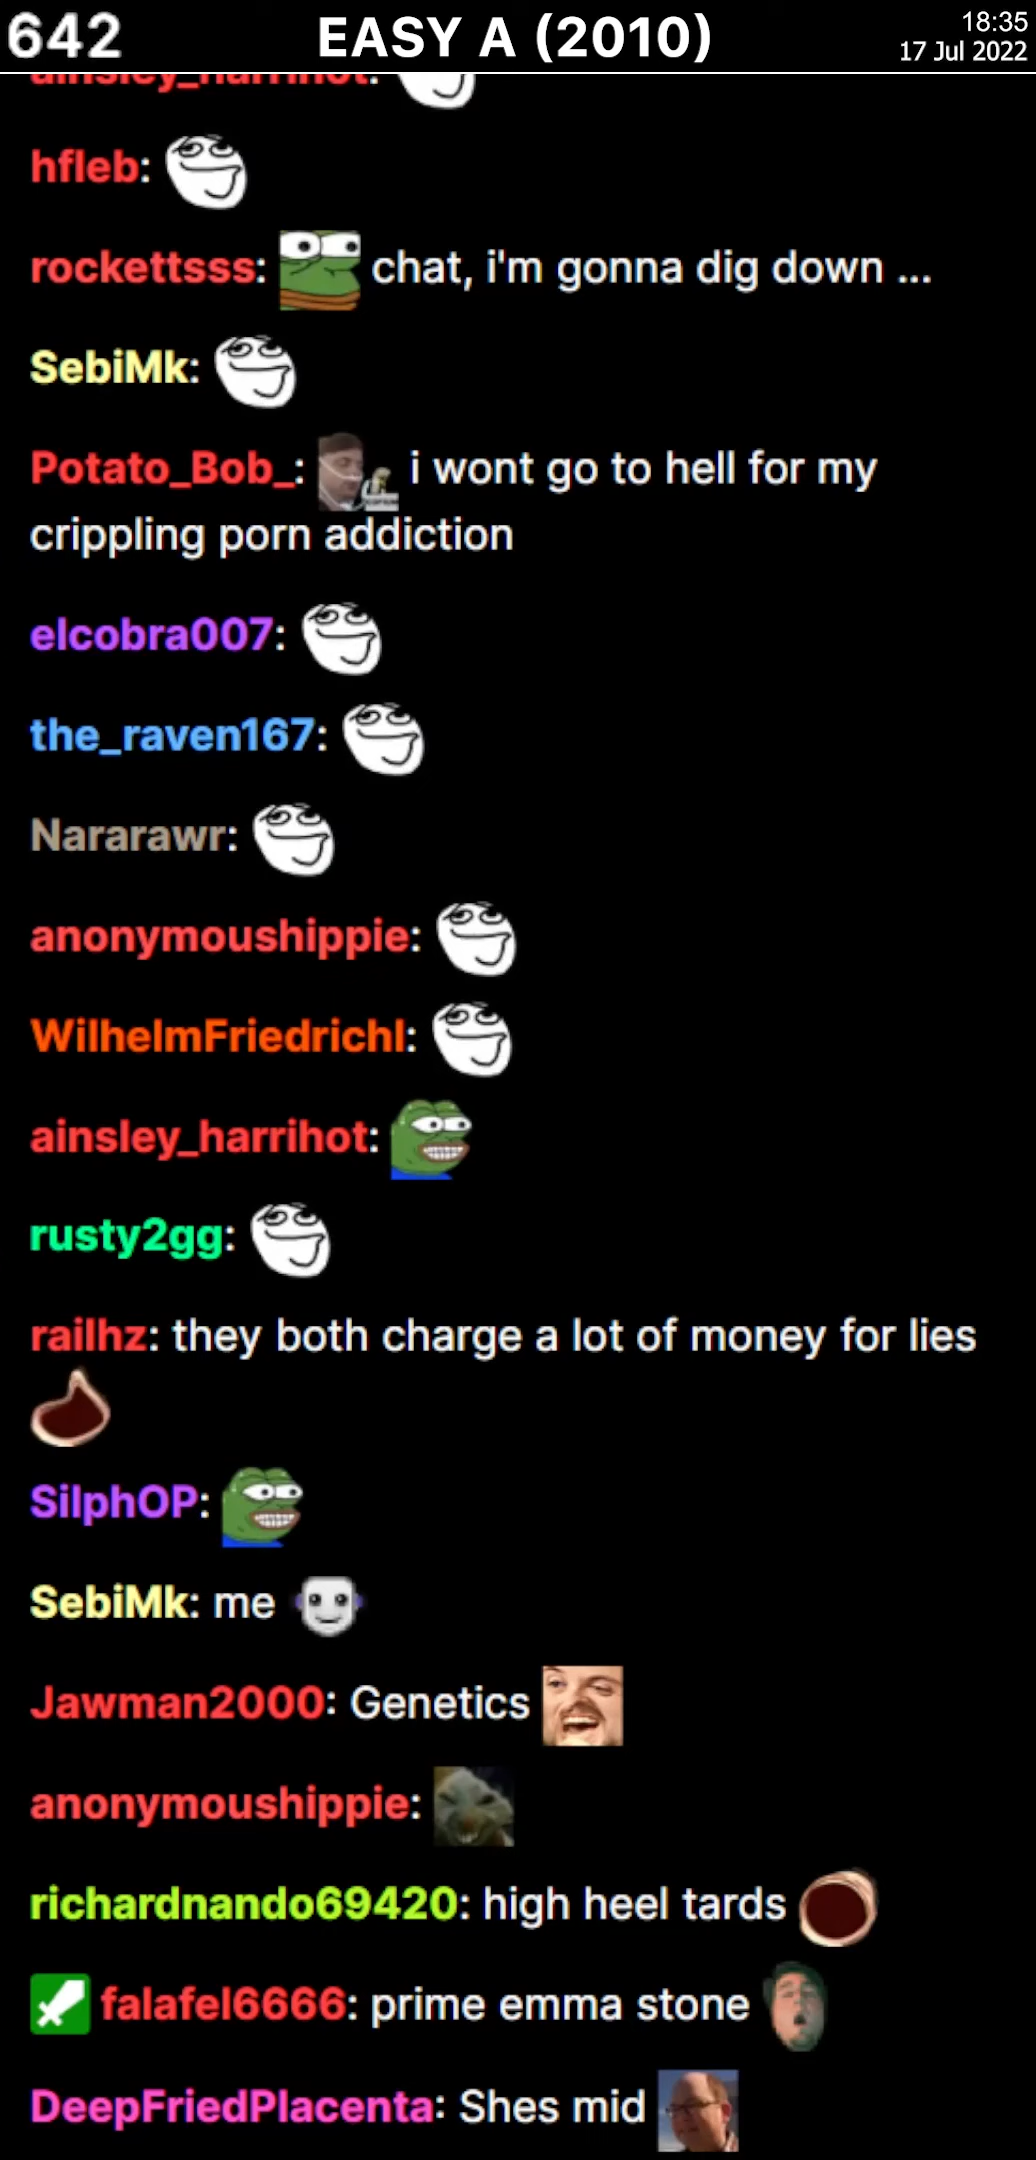 642
EASY A (2010)
18:35
17 Jul 2022
ainsley_harrihot:
hfleb:
rockettsss: chat, i'm gonna dig down ...
SebiMk:
Potato_Bob_: i wont go to hell for my
crippling porn addiction
elcobra007:
the_raven167:
Nararawr:
anonymoushippie:
WilhelmFriedrichI:
ainsley_harrihot:
rusty2gg:
railhz: they both charge a lot of money for lies
SilphOP:
SebiMk: me
Jawman2000: Genetics
anonymoushippie:
richardnando69420: high heel tards
falafel6666: prime emma stone
DeepFriedPlacenta: Shes mid